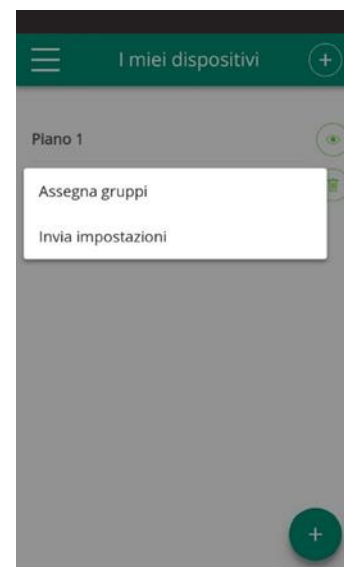 I miei dispositivi
Piano 1
Assegna gruppi
Invia impostazioni